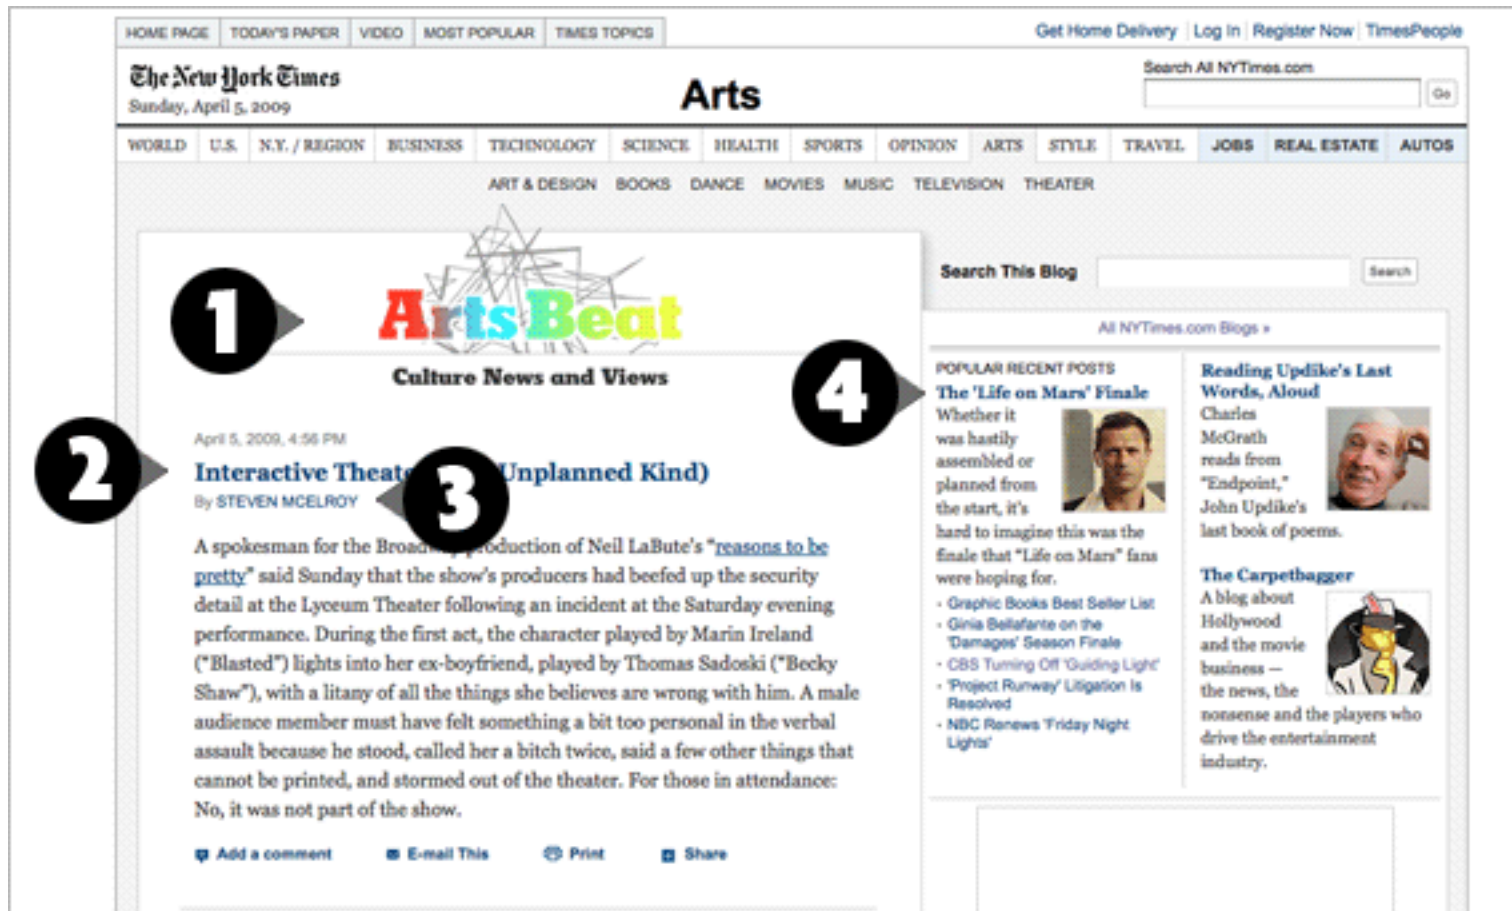 HOME PAGE TODAY'S PAPER VIDEO MOST POPULAR TIMES TOPICS
Get Home Delivery Log In Register Now TimesPeople
The New York Times
Sunday, April 5, 2009
Arts
Search All NYTimes.com
Go
WORLD U.S. N.Y. / REGION BUSINESS TECHNOLOGY SCIENCE HEALTH SPORTS OPINION ARTS STYLE TRAVEL JOBS REAL ESTATE AUTOS
ART & DESIGN BOOKS DANCE MOVIES MUSIC TELEVISION THEATER
1
ArtsBeat
Culture News and Views
2
April 5, 2009, 4:56 PM
Interactive Unplanned Kind)
By STEVEN MCELROY
3
A spokesman for the production of Neil LaBute's "reasons to be
pretty" said Sunday that the show's producers had beefed up the security
detail at the Lyceum Theater following an incident at the Saturday evening
performance. During the first act, the character played by Marin Ireland
("Blasted") lights into her ex-boyfriend, played by Thomas Sadoski ("Becky
Shaw"), with a litany of all the things she believes are wrong with him. A male
audience member must have felt something a bit too personal in the verbal
assault because he stood, called her a bitch twice, said a few other things that
cannot be printed, and stormed out of the theater. For those in attendance:
No, it was not part of the show.
Add a comment E-mail This Print Share
Search This Blog
Search
All NYTimes.com Blogs »
4
POPULAR RECENT POSTS
The 'Life on Mars' Finale
Whether it
was hastily
assembled or
planned from
the start, it's
hard to imagine this was the
finale that "Life on Mars" fans
were hoping for.
Graphic Books Best Seller List
Ginia Bellafante on the
'Damages' Season Finale
CBS Turning Off 'Guiding Light'
'Project Runway' Litigation Is
Resolved
NBC Renews 'Friday Night
Lights'
Reading Updike's Last
Words, Aloud
Charles
McGrath
reads from
"Endpoint,"
John Updike's
last book of poems.
The Carpetbagger
A blog about
Hollywood
and the movie
business —
the news, the
nonsense and the players who
drive the entertainment
industry.